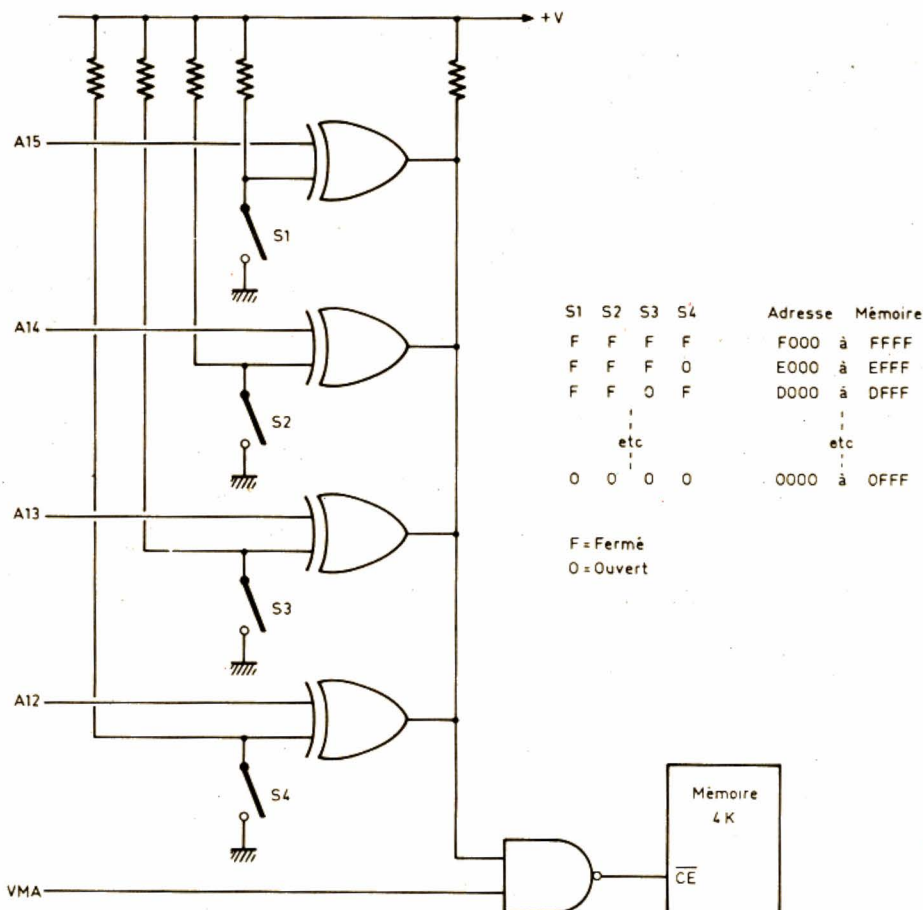 +V
A15
S1
A14
S2
A13
S3
A12
S4
VMA
S1 S2 S3 S4 Adresse Mémoire
F F F F F000 à FFFF
F F F O E000 à EFFF
F F O F D000 à DFFF
etc etc
O O O O 0000 à 0FFF
F = Fermé
O = Ouvert
Mémoire
4K
CE